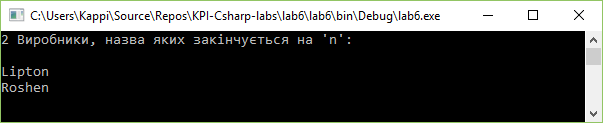 C:\Users\Kappi\Source\Repos\KPI-Csharp-labs\lab6\lab6\bin\Debug\lab6.exe
2 Виробники, назва яких закінчується на 'n':
Lipton
Roshen